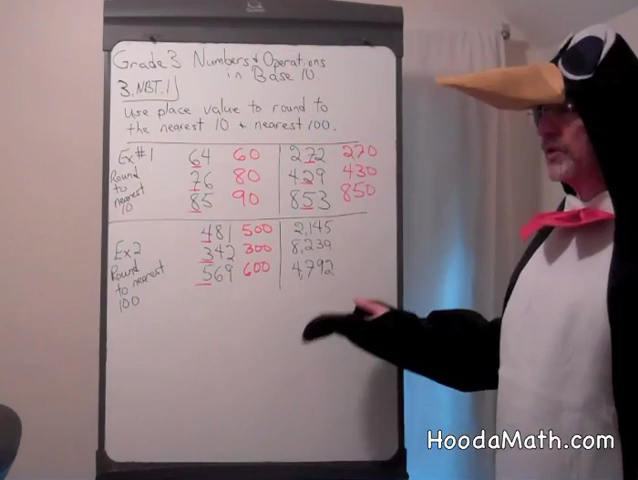 Grade 3 Numbers & Operations
in Base 10.
3.NBT.1
Use place value to round to
the nearest 10 & nearest 100.
Ex #1
Round
to
nearest
10
64 60 272 270
76 80 429 430
85 90 853 850
Ex 2
Round
to nearest
100
481 500 2,145
342 300 8,239
569 600 4,792
HoodaMath.com